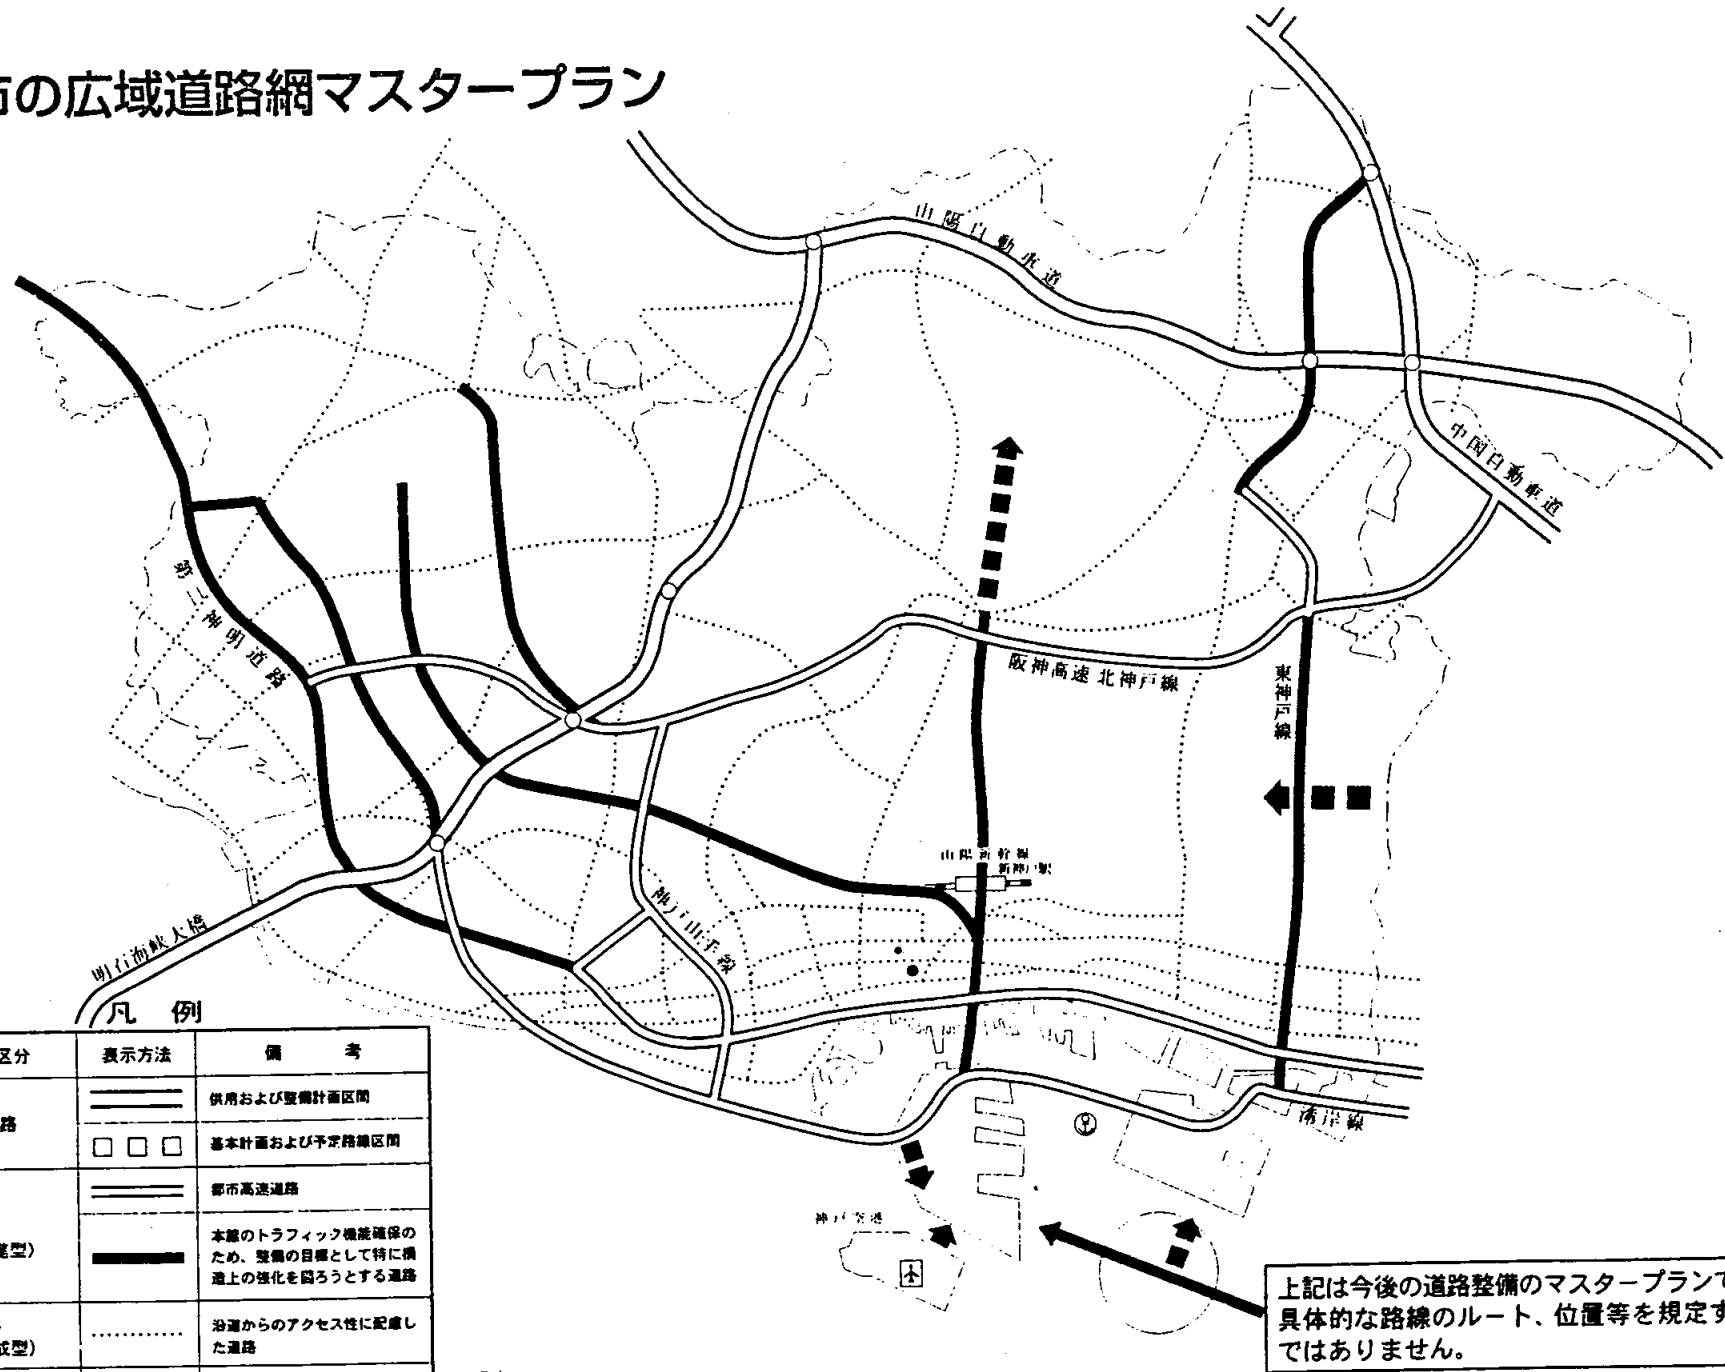 の広域道路網マスタープラン
山陽自動車道
中国自動車道
第二神明道路
阪神高速北神戸線
東神戸線
山陽新幹線
新神戸駅
神戸山手線
明石海峡大橋
湾岸線
神戸空港
凡 例
区分
表示方法
備 考
路
供用および整備計画区間
基本計画および予定路線区間
都市高速道路
型)
本線のトラフィック機能確保の
ため、整備の目標として特に構
造上の強化を図ろうとする道路
成型)
沿道からのアクセス性に配慮し
た道路
上記は今後の道路整備のマスタープランで
具体的な路線のルート、位置等を規定す
ではありません。